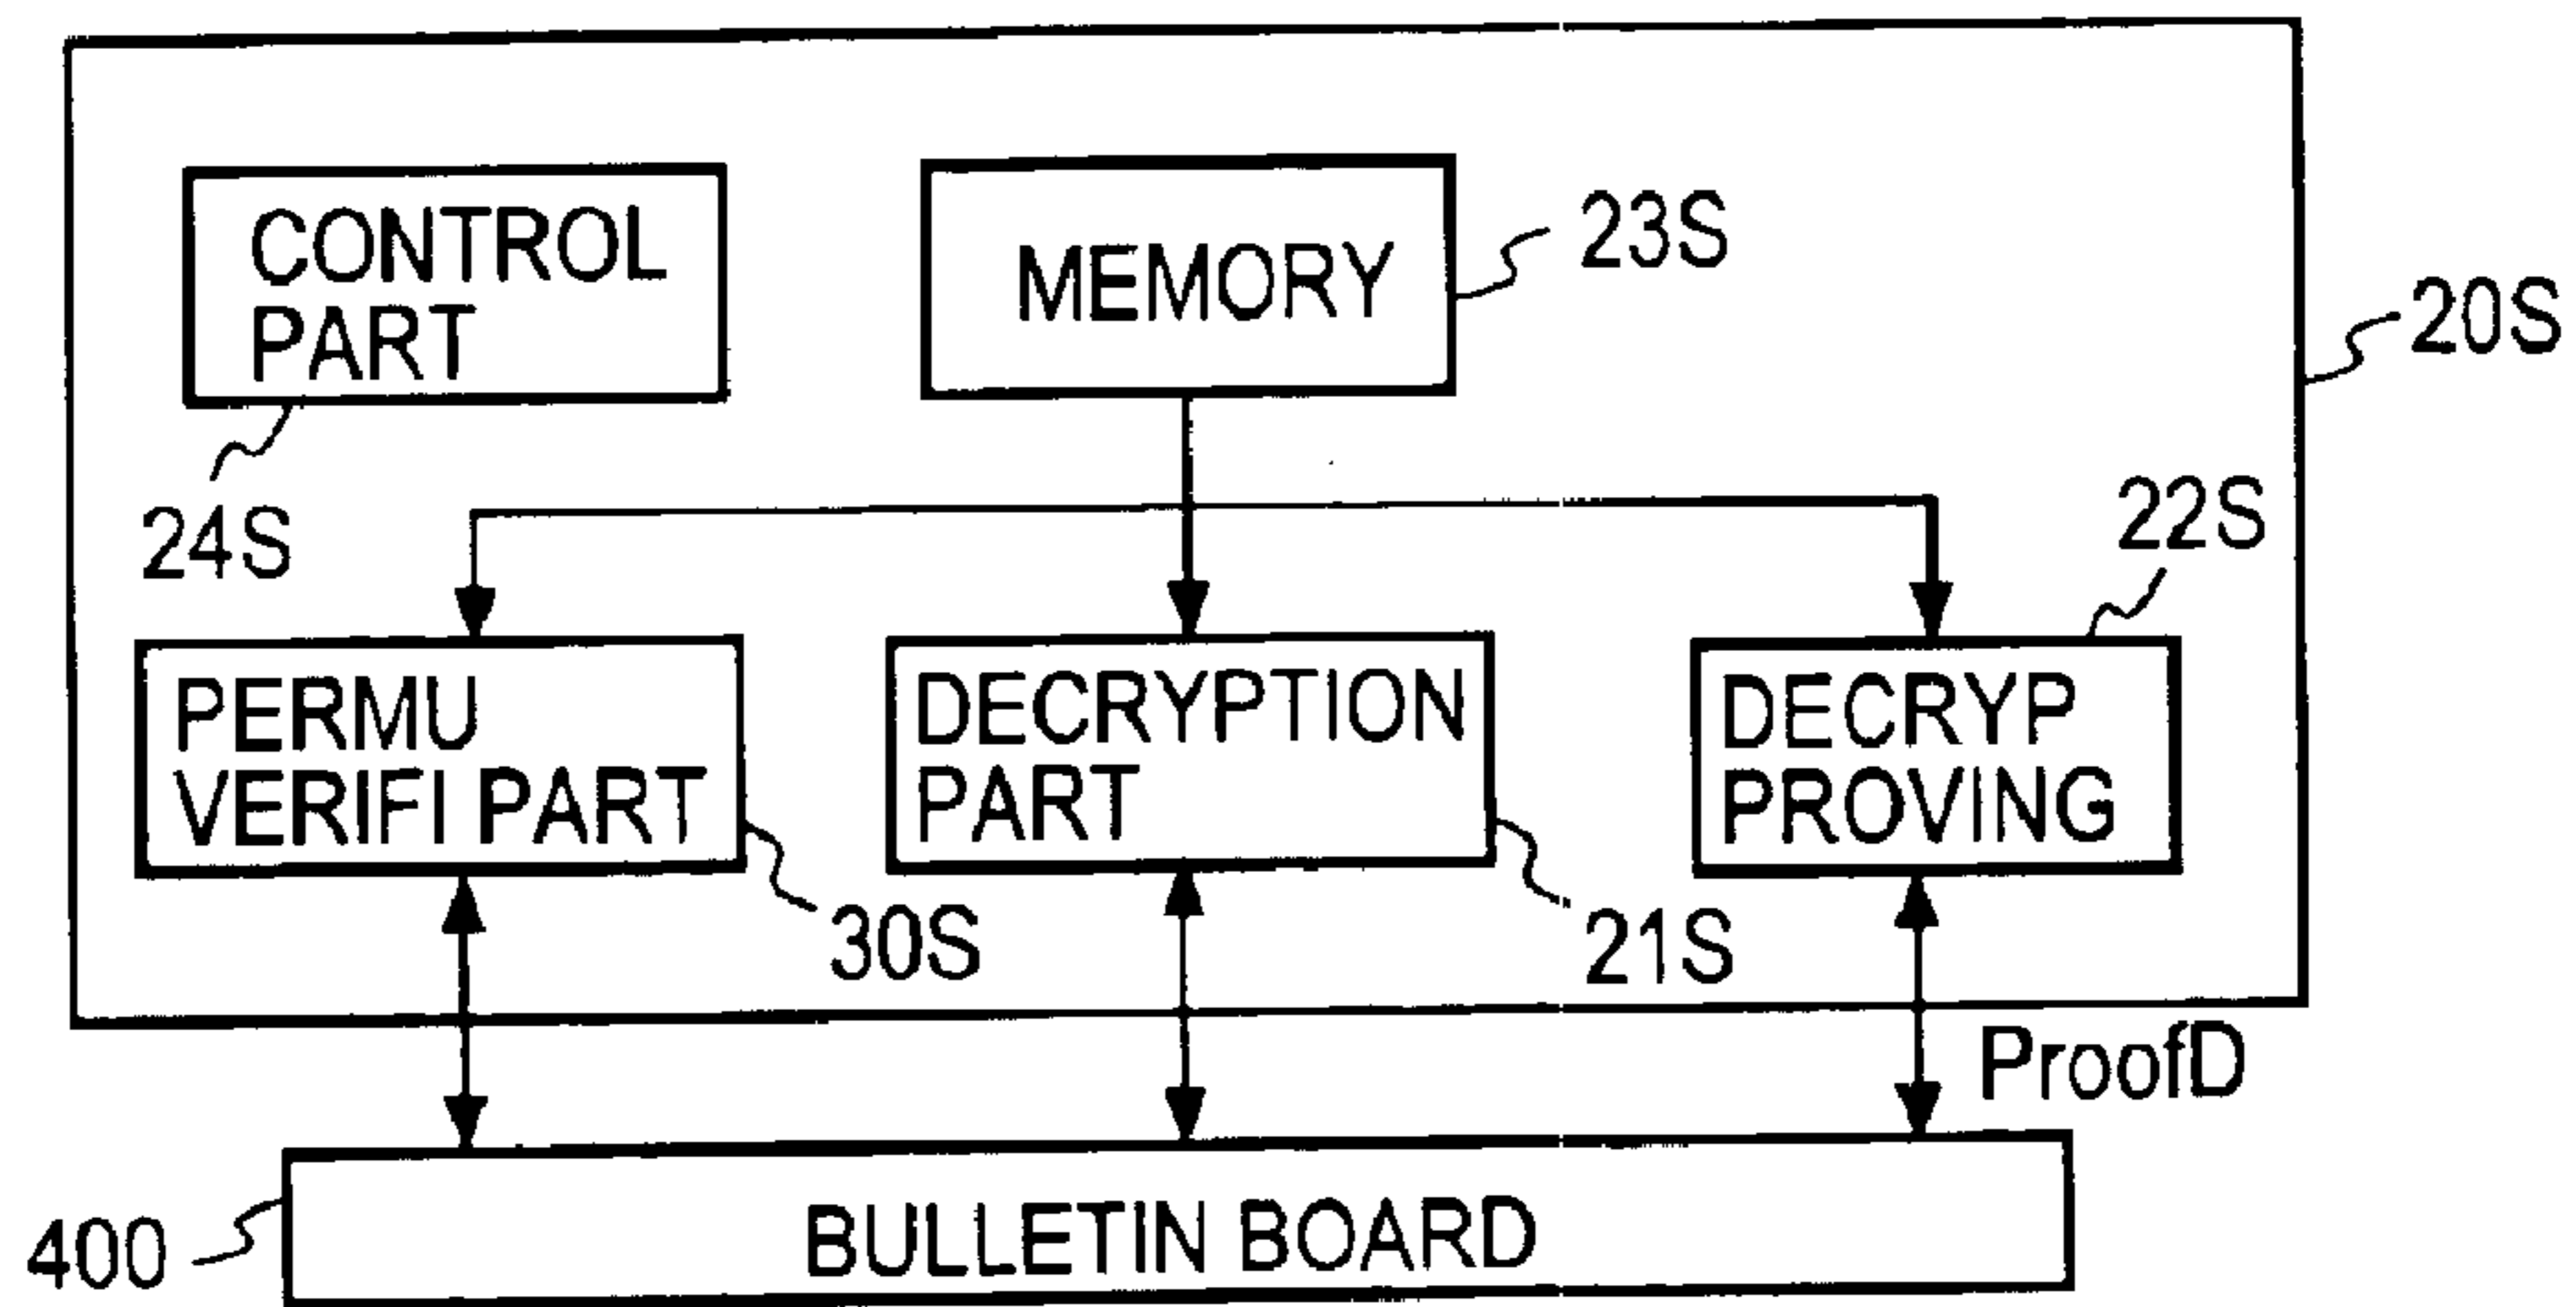 CONTROL
PART
MEMORY
23S
20S
24S
22S
PERMU
VERIFI PART
DECRYPTION
PART
DECRYP
PROVING
30S
21S
ProofD
400
BULLETIN BOARD